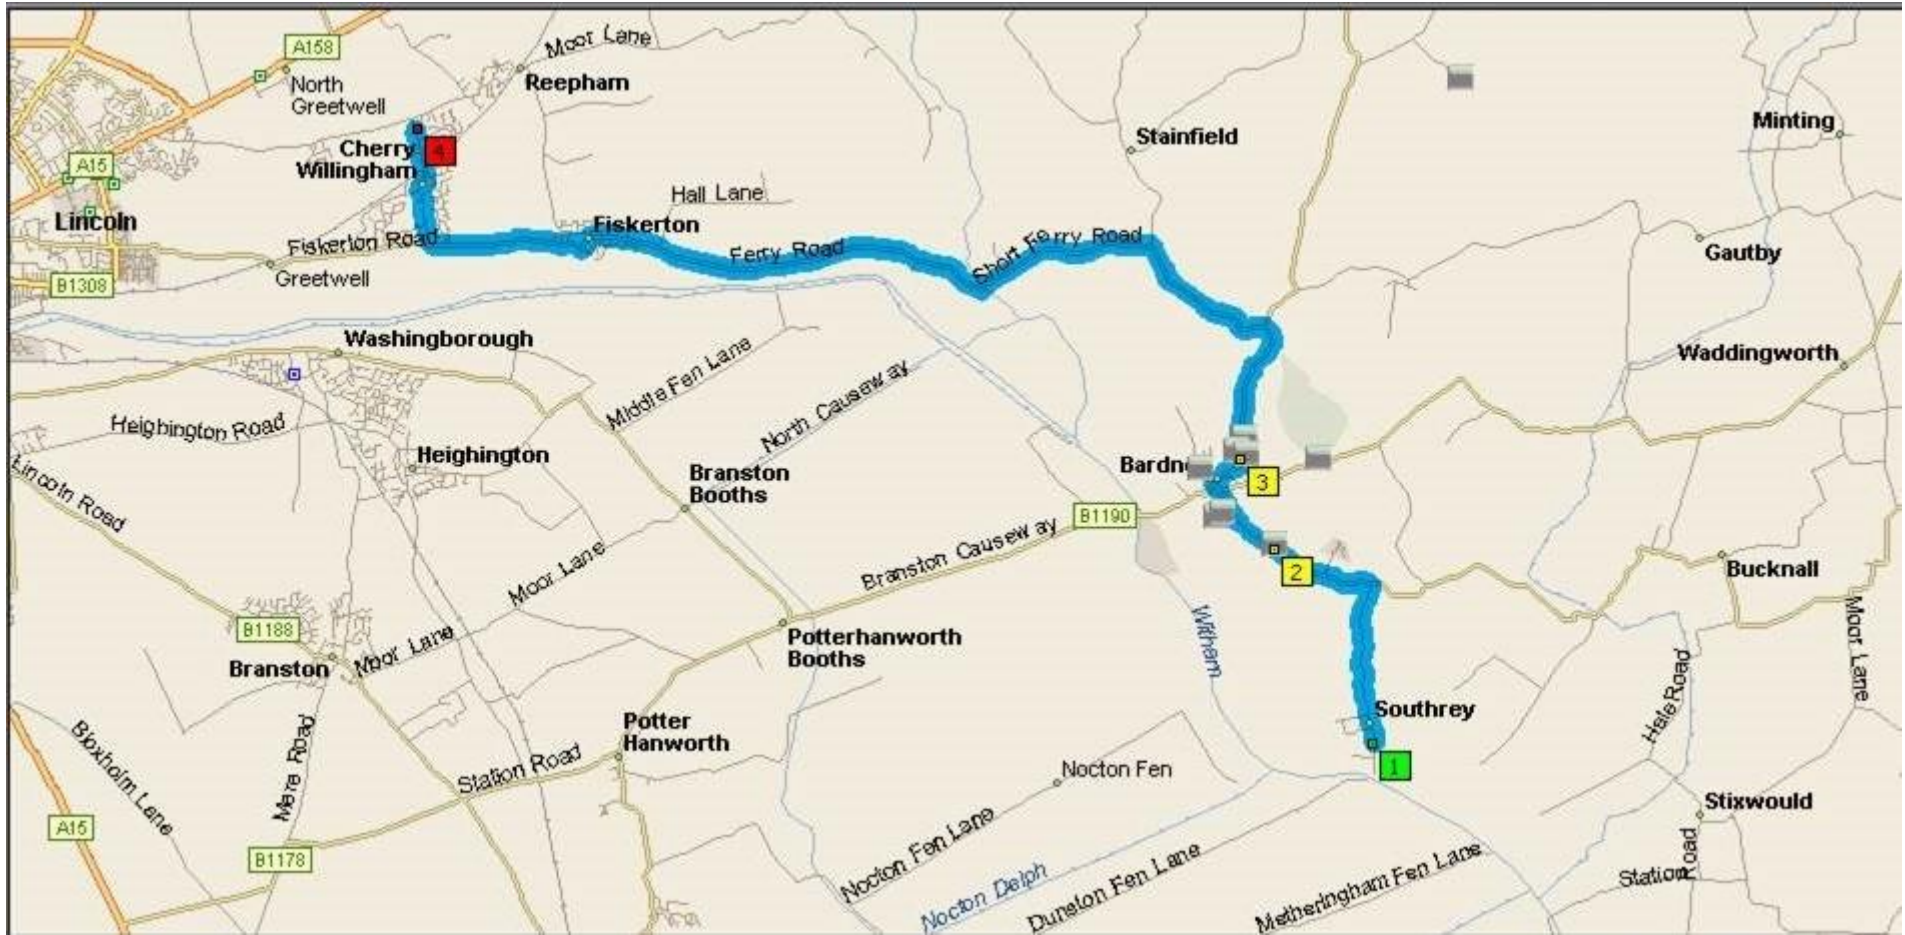 Moor Lane
A158
Reepham
North
Greetwell
Minting
Stainfield
Cherry
Willingham
4
A15
Hall Lane
Lincoln
Fiskerton
Fiskerton Road
Ferry Road
Short Ferry Road
Gautby
Greetwell
B1308
Washingborough
Waddingworth
Middle Fen Lane
North Causeway
Heighington Road
Heighington
Bardn
3
Branston
Booths
Lincoln Road
B1190
Branston Causeway
2
Bucknall
Moor Lane
Moor Lane
B1188
Potterhanworth
Booths
Moor Lane
Branston
Witham
Hale Road
Southrey
Potter
Hanworth
Bloxholm Lane
Mere Road
Station Road
1
Nocton Fen
Stixwould
A15
B1178
Nocton Fen Lane
Nocton Delph
Dunston Fen Lane
Metheringham Fen Lane
Station Road